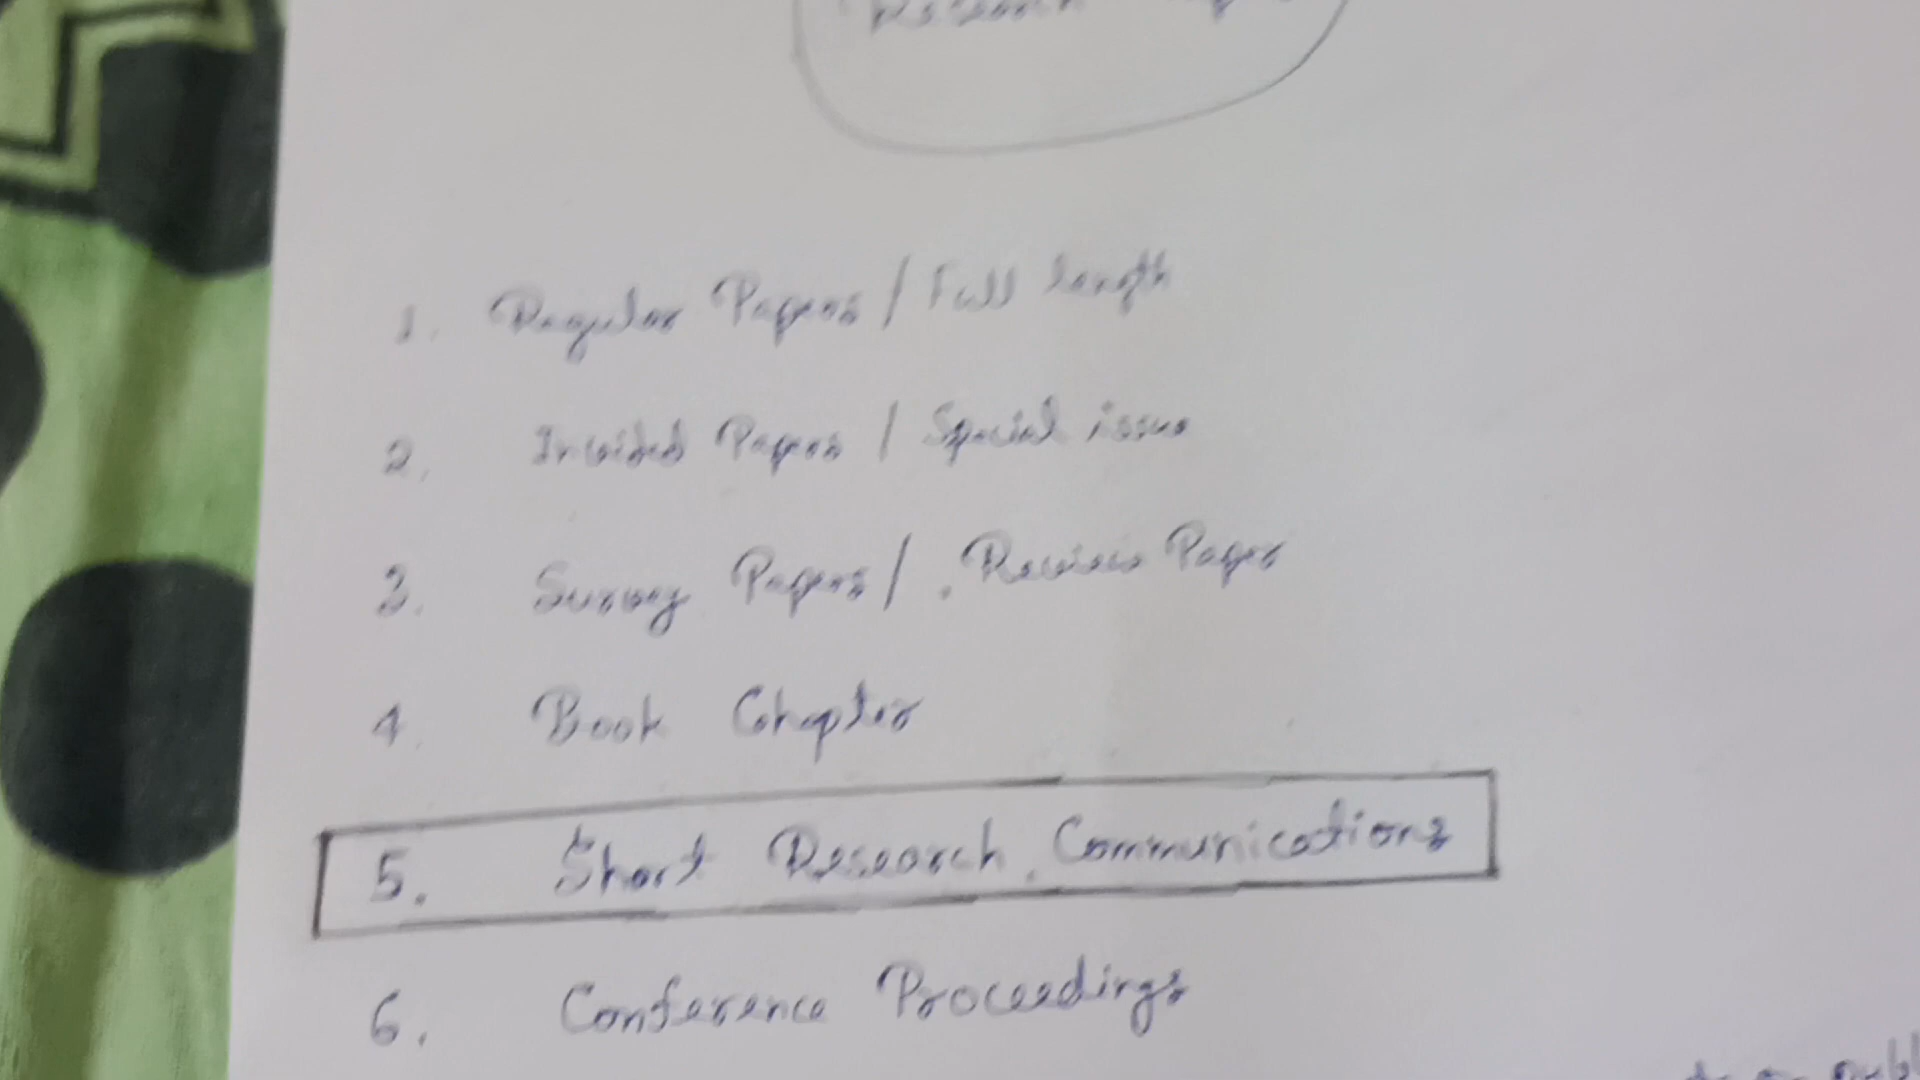 Research
1. Regular Papers / Full length
2. Invited Papers / Special issue
3. Survey Papers / Review Paper
4. Book Chapter
5. Short Research Communications
6. Conference Proceedings